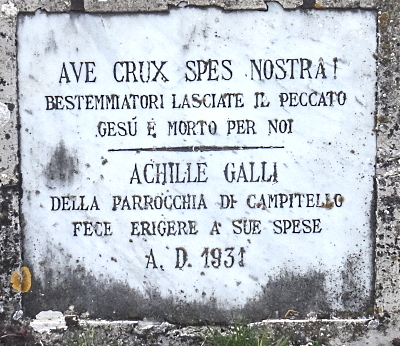 AVE CRUX SPES NOSTRA!
BESTEMMIATORI LASCIATE IL PECCATO
GESÚ E MORTO PER NOI
ACHILLE GALLI
DELLA PARROCCHIA DI CAMPITELLO
FECE ERIGERE A SUE SPESE
A. D. 1931